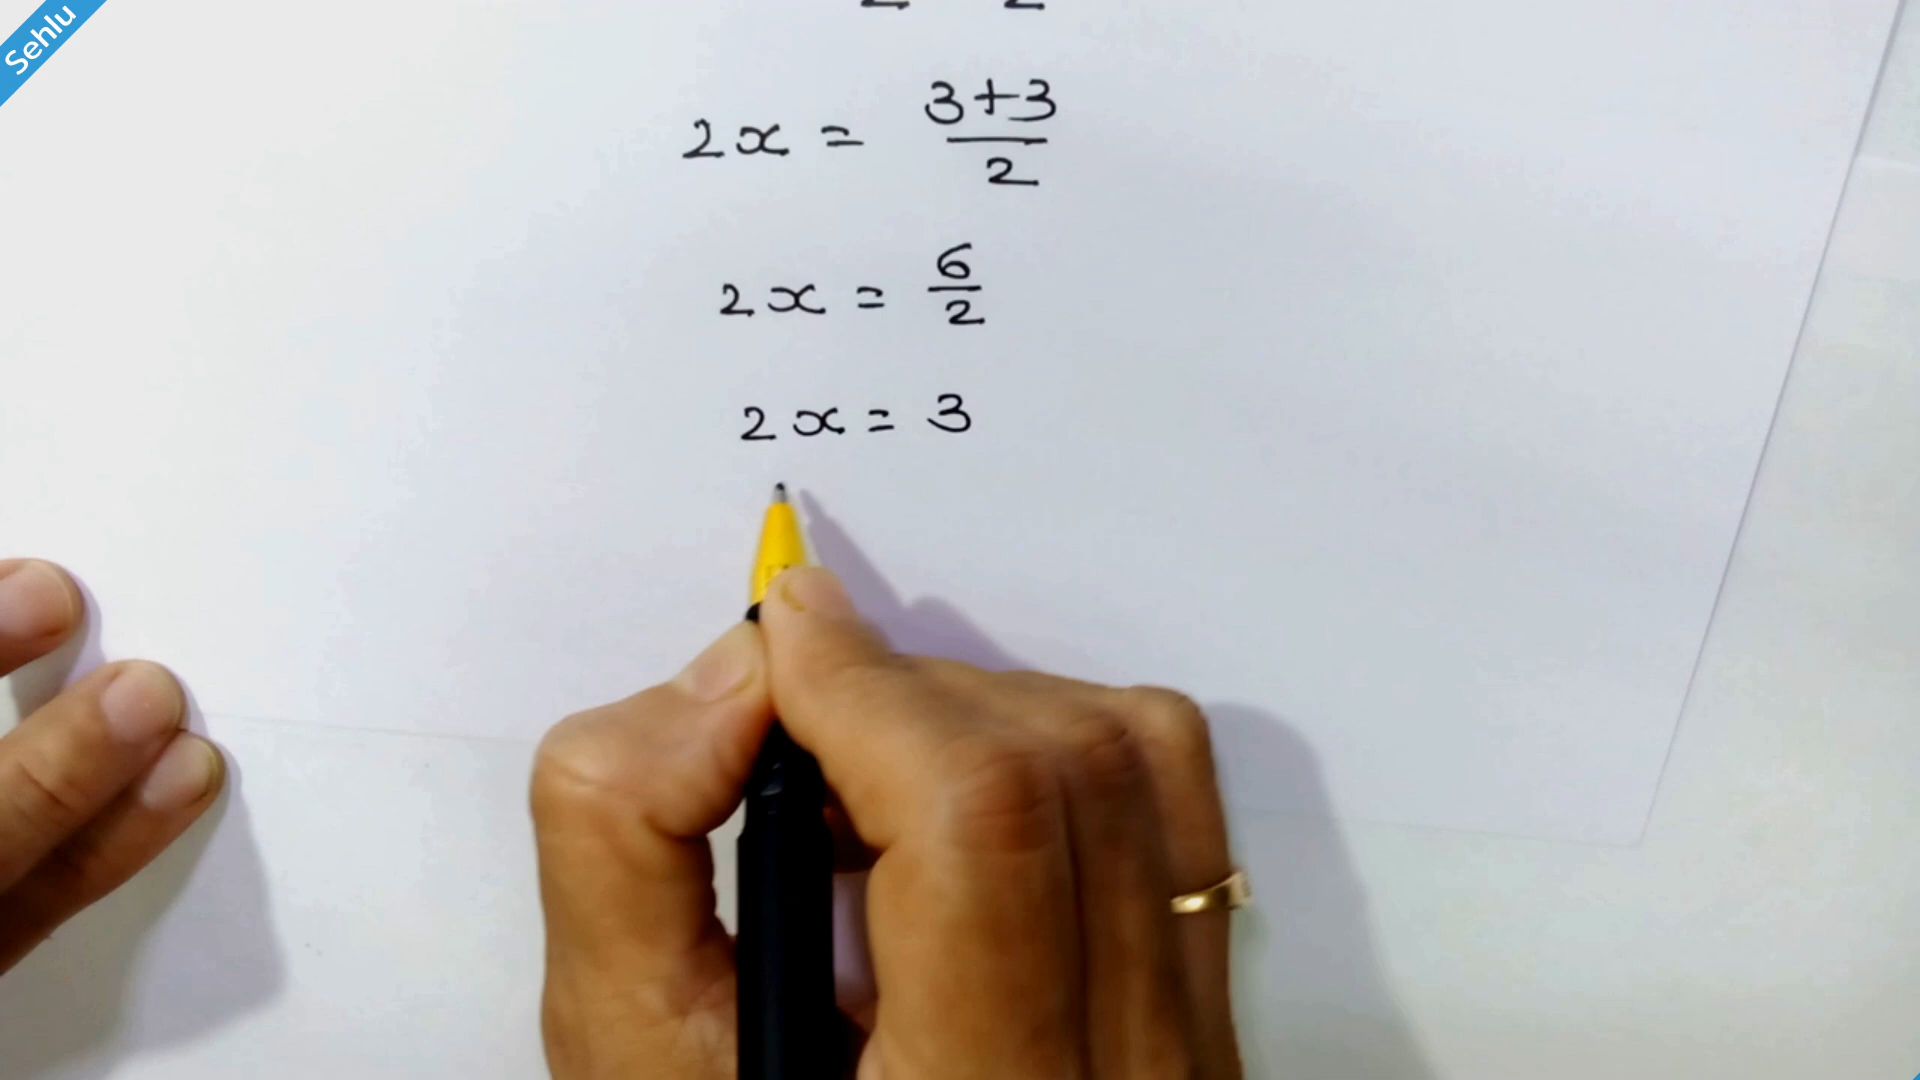 Sehlu
2x = 3+3/2
2x = 6/2
2x = 3